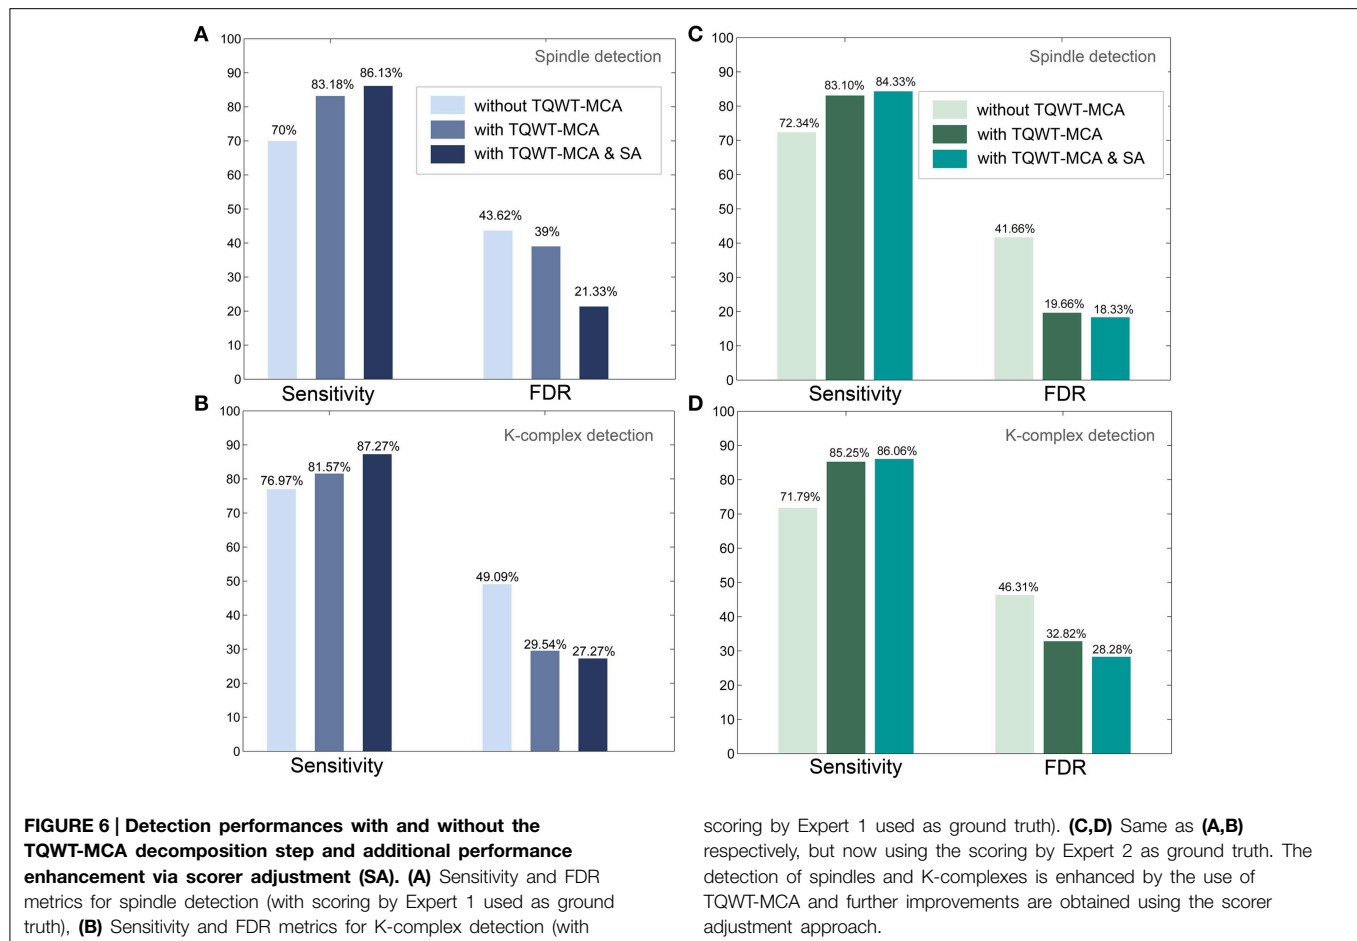 A
Spindle detection
100
90
80
70
60
50
40
30
20
10
0
70%
83.18%
86.13%
43.62%
39%
21.33%
without TQWT-MCA
with TQWT-MCA
with TQWT-MCA & SA
Sensitivity
FDR
B
K-complex detection
100
90
80
70
60
50
40
30
20
10
0
76.97%
81.57%
87.27%
49.09%
29.54%
27.27%
Sensitivity
C
Spindle detection
100
90
80
70
60
50
40
30
20
10
0
72.34%
83.10%
84.33%
41.66%
19.66%
18.33%
without TQWT-MCA
with TQWT-MCA
with TQWT-MCA & SA
Sensitivity
FDR
D
K-complex detection
100
90
80
70
60
50
40
30
20
10
0
71.79%
85.25%
86.06%
46.31%
32.82%
28.28%
Sensitivity
FDR
FIGURE 6 | Detection performances with and without the
TQWT-MCA decomposition step and additional performance
enhancement via scorer adjustment (SA). (A) Sensitivity and FDR
metrics for spindle detection (with scoring by Expert 1 used as ground
truth), (B) Sensitivity and FDR metrics for K-complex detection (with
scoring by Expert 1 used as ground truth). (C,D) Same as (A,B)
respectively, but now using the scoring by Expert 2 as ground truth. The
detection of spindles and K-complexes is enhanced by the use of
TQWT-MCA and further improvements are obtained using the scorer
adjustment approach.